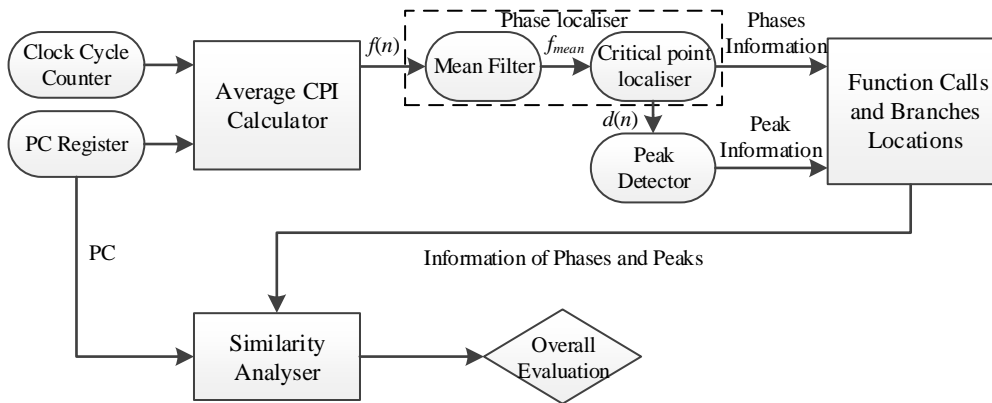 Clock Cycle
Counter
PC Register
Average CPI
Calculator
f(n)
Phase localiser
Mean Filter
fmean
Critical point
localiser
Phases
Information
d(n)
Peak
Detector
Peak
Information
Function Calls
and Branches
Locations
PC
Information of Phases and Peaks
Similarity
Analyser
Overall
Evaluation